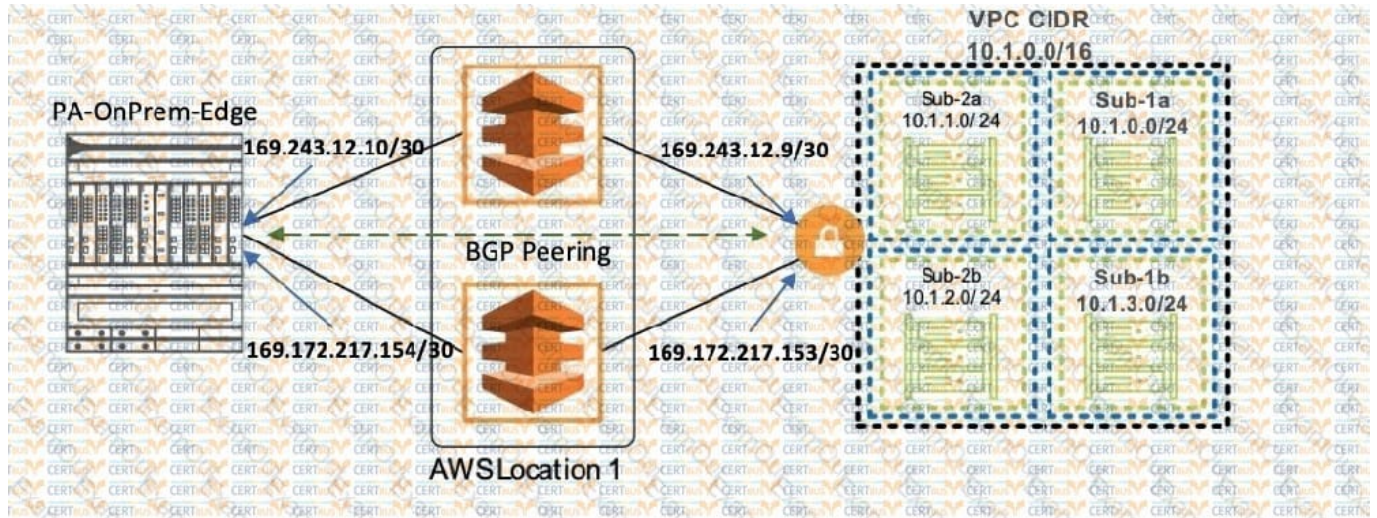 VPC CIDR
10.1.0.0/16
PA-OnPrem-Edge
169.243.12.10/30
169.243.12.9/30
Sub-2a
10.1.1.0/24
Sub-1a
10.1.0.0/24
BGP Peering
Sub-2b
10.1.2.0/24
Sub-1b
10.1.3.0/24
169.172.217.154/30
169.172.217.153/30
AWSLocation 1